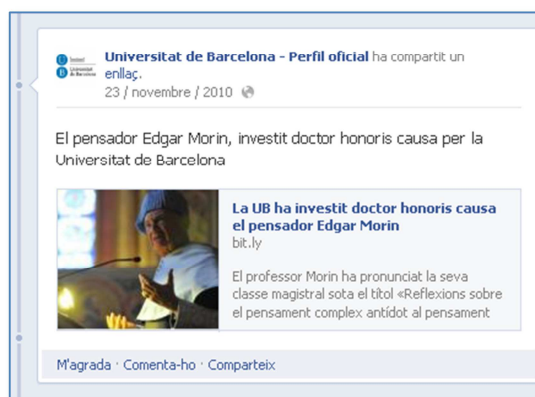 Universitat de Barcelona - Perfil oficial ha compartit un
enllaç.
23 / novembre / 2010
El pensador Edgar Morin, investit doctor honoris causa per la
Universitat de Barcelona
La UB ha investit doctor honoris causa
el pensador Edgar Morin
bit.ly
El professor Morin ha pronunciat la seva
classe magistral sota el títol «Reflexions sobre
el pensament complex antídot al pensament
M'agrada · Comenta-ho · Comparteix